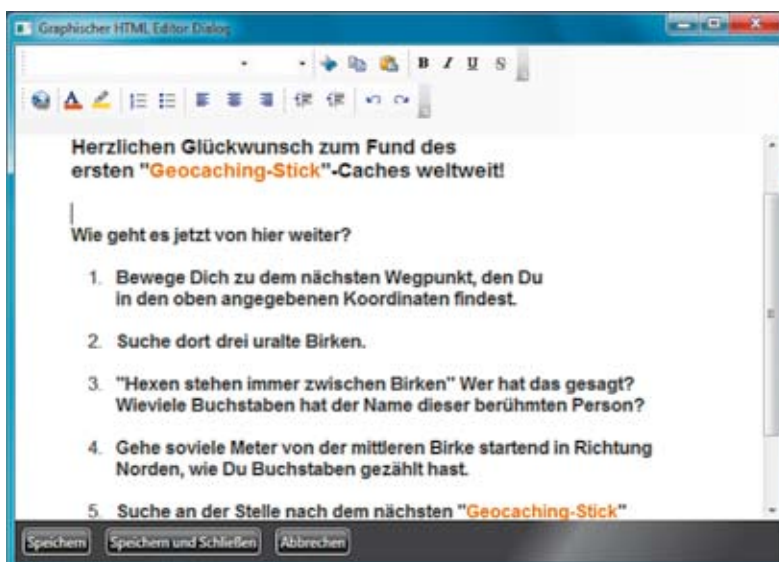 Graphischer HTML Editor Dialog
B I U S
A
Herzlichen Glückwunsch zum Fund des
ersten "Geocaching-Stick"-Caches weltweit!
Wie geht es jetzt von hier weiter?
1. Bewege Dich zu dem nächsten Wegpunkt, den Du
in den oben angegebenen Koordinaten findest.
2. Suche dort drei uralte Birken.
3. "Hexen stehen immer zwischen Birken" Wer hat das gesagt?
Wieviele Buchstaben hat der Name dieser berühmten Person?
4. Gehe soviele Meter von der mittleren Birke startend in Richtung
Norden, wie Du Buchstaben gezählt hast.
5. Suche an der Stelle nach dem nächsten "Geocaching-Stick"
Speichern Speichern und Schließen Abbrechen